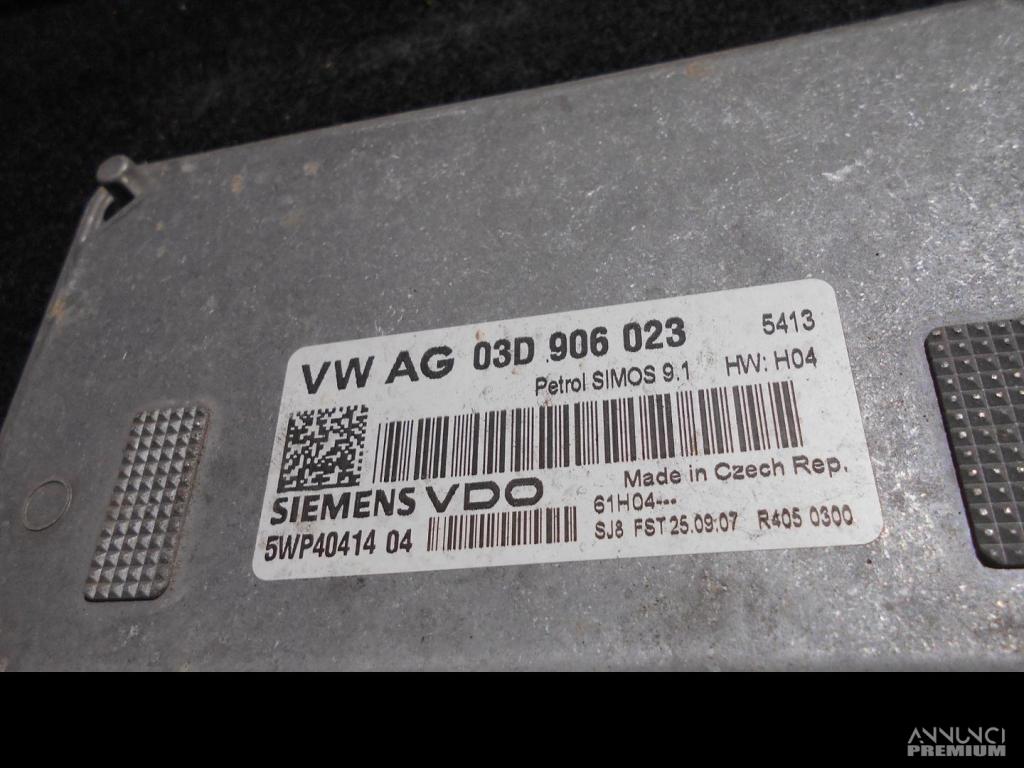 VW AG 03D 906 023 5413
Petrol SIMOS 9.1 HW: H04
SIEMENS VDO
Made in Czech Rep.
61H04---
5WP40414 04
SJ8 FST 25.09.07 R405 0300
ANNUNCI
PREMIUM